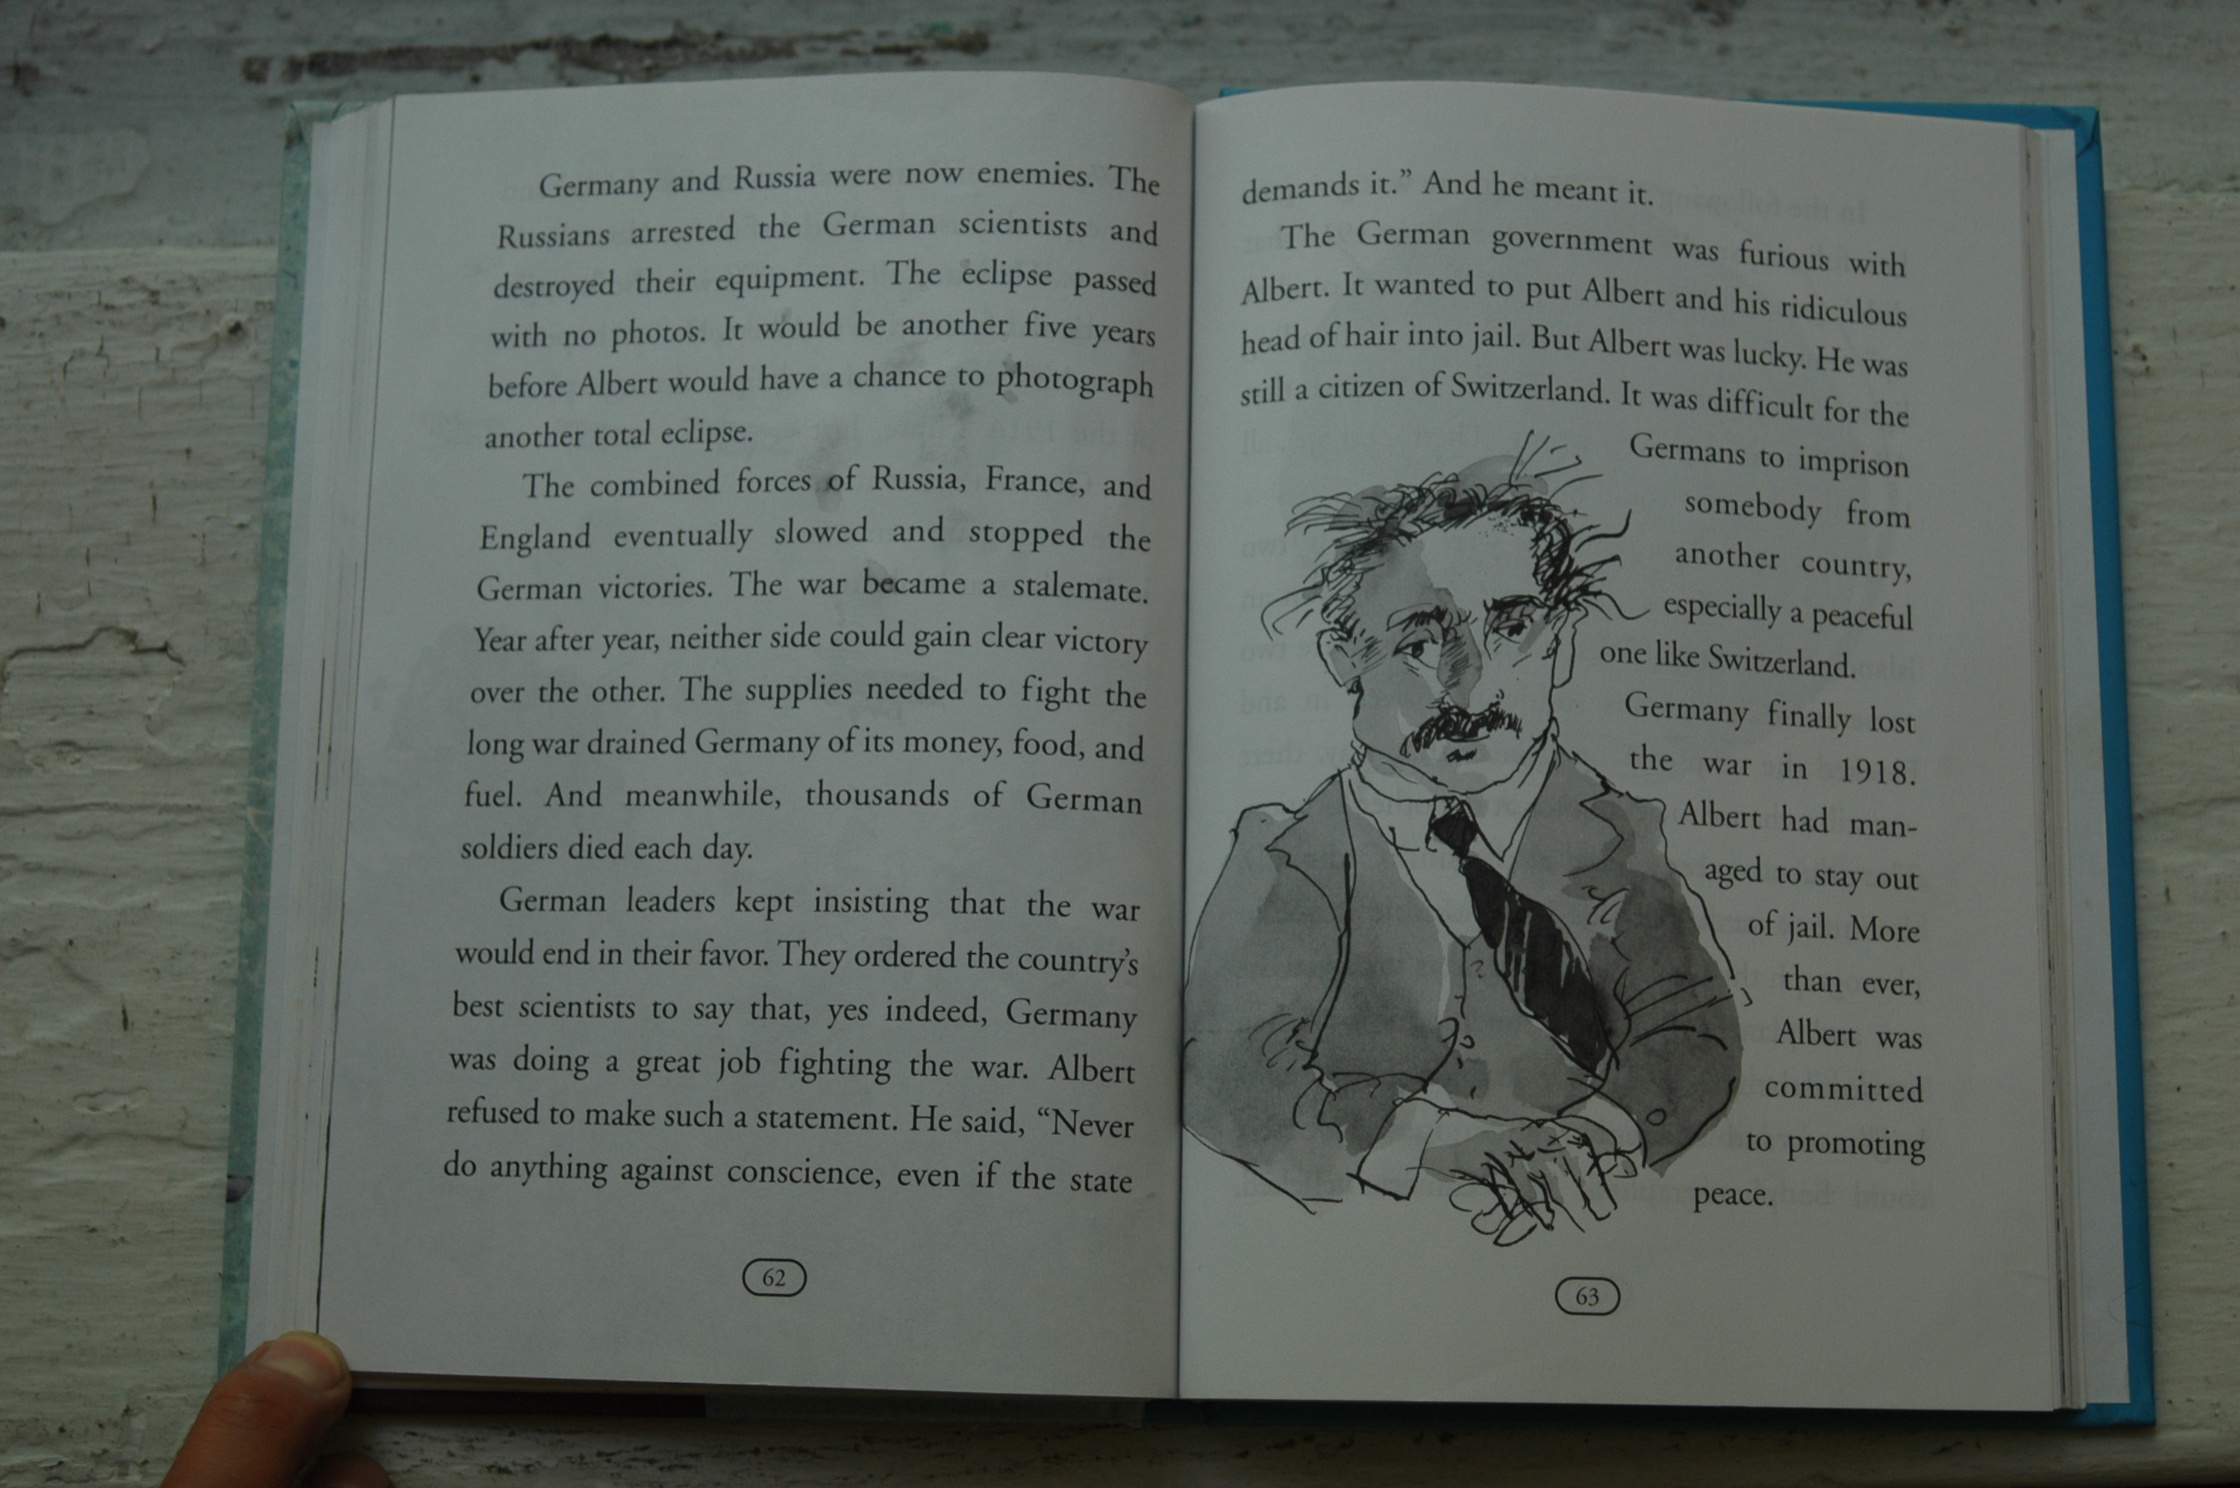 Germany and Russia were now enemies. The
Russians arrested the German scientists and
destroyed their equipment. The eclipse passed
with no photos. It would be another five years
before Albert would have a chance to photograph
another total eclipse.
The combined forces of Russia, France, and
England eventually slowed and stopped the
German victories. The war became a stalemate.
Year after year, neither side could gain clear victory
over the other. The supplies needed to fight the
long war drained Germany of its money, food, and
fuel. And meanwhile, thousands of German
soldiers died each day.
German leaders kept insisting that the war
would end in their favor. They ordered the country's
best scientists to say that, yes indeed, Germany
was doing a great job fighting the war. Albert
refused to make such a statement. He said, “Never
do anything against conscience, even if the state
62
demands it.” And he meant it.
The German government was furious with
Albert. It wanted to put Albert and his ridiculous
head of hair into jail. But Albert was lucky. He was
still a citizen of Switzerland. It was difficult for the
Germans to imprison
somebody from
another country,
especially a peaceful
one like Switzerland.
Germany finally lost
the war in 1918.
Albert had man-
aged to stay out
of jail. More
than ever,
Albert was
committed
to promoting
peace.
63